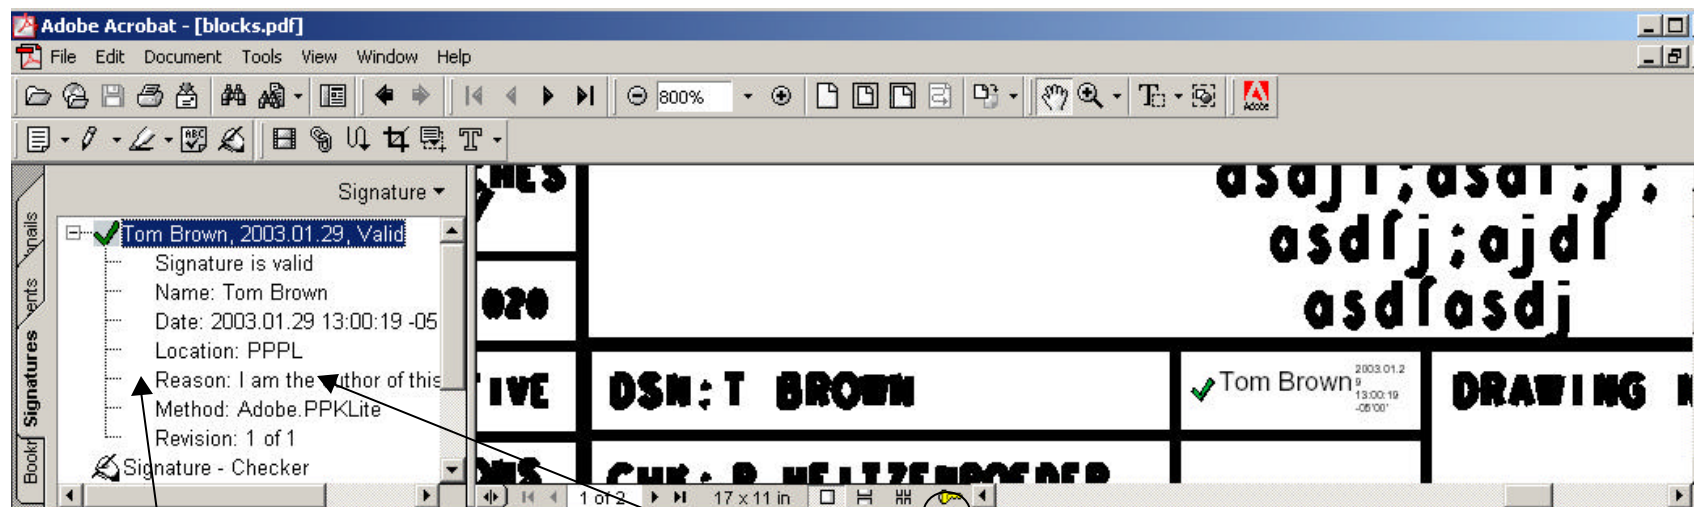 Adobe Acrobat - [blocks.pdf]
File Edit Document Tools View Window Help
800%
Adobe
Signature
Tom Brown, 2003.01.29, Valid
Signature is valid
Name: Tom Brown
Date: 2003.01.29 13:00:19 -05
Location: PPPL
Reason: I am the author of this
Method: Adobe.PPKLite
Revision: 1 of 1
Signature - Checker
Signatures
Bookr
asdfj;ajdf
asdfasdj
020
DSN:T BROWN
Tom Brown
2003.01.2
9
13:00:19
-05'00'
DRAWING
1 of 2
17 x 11 in